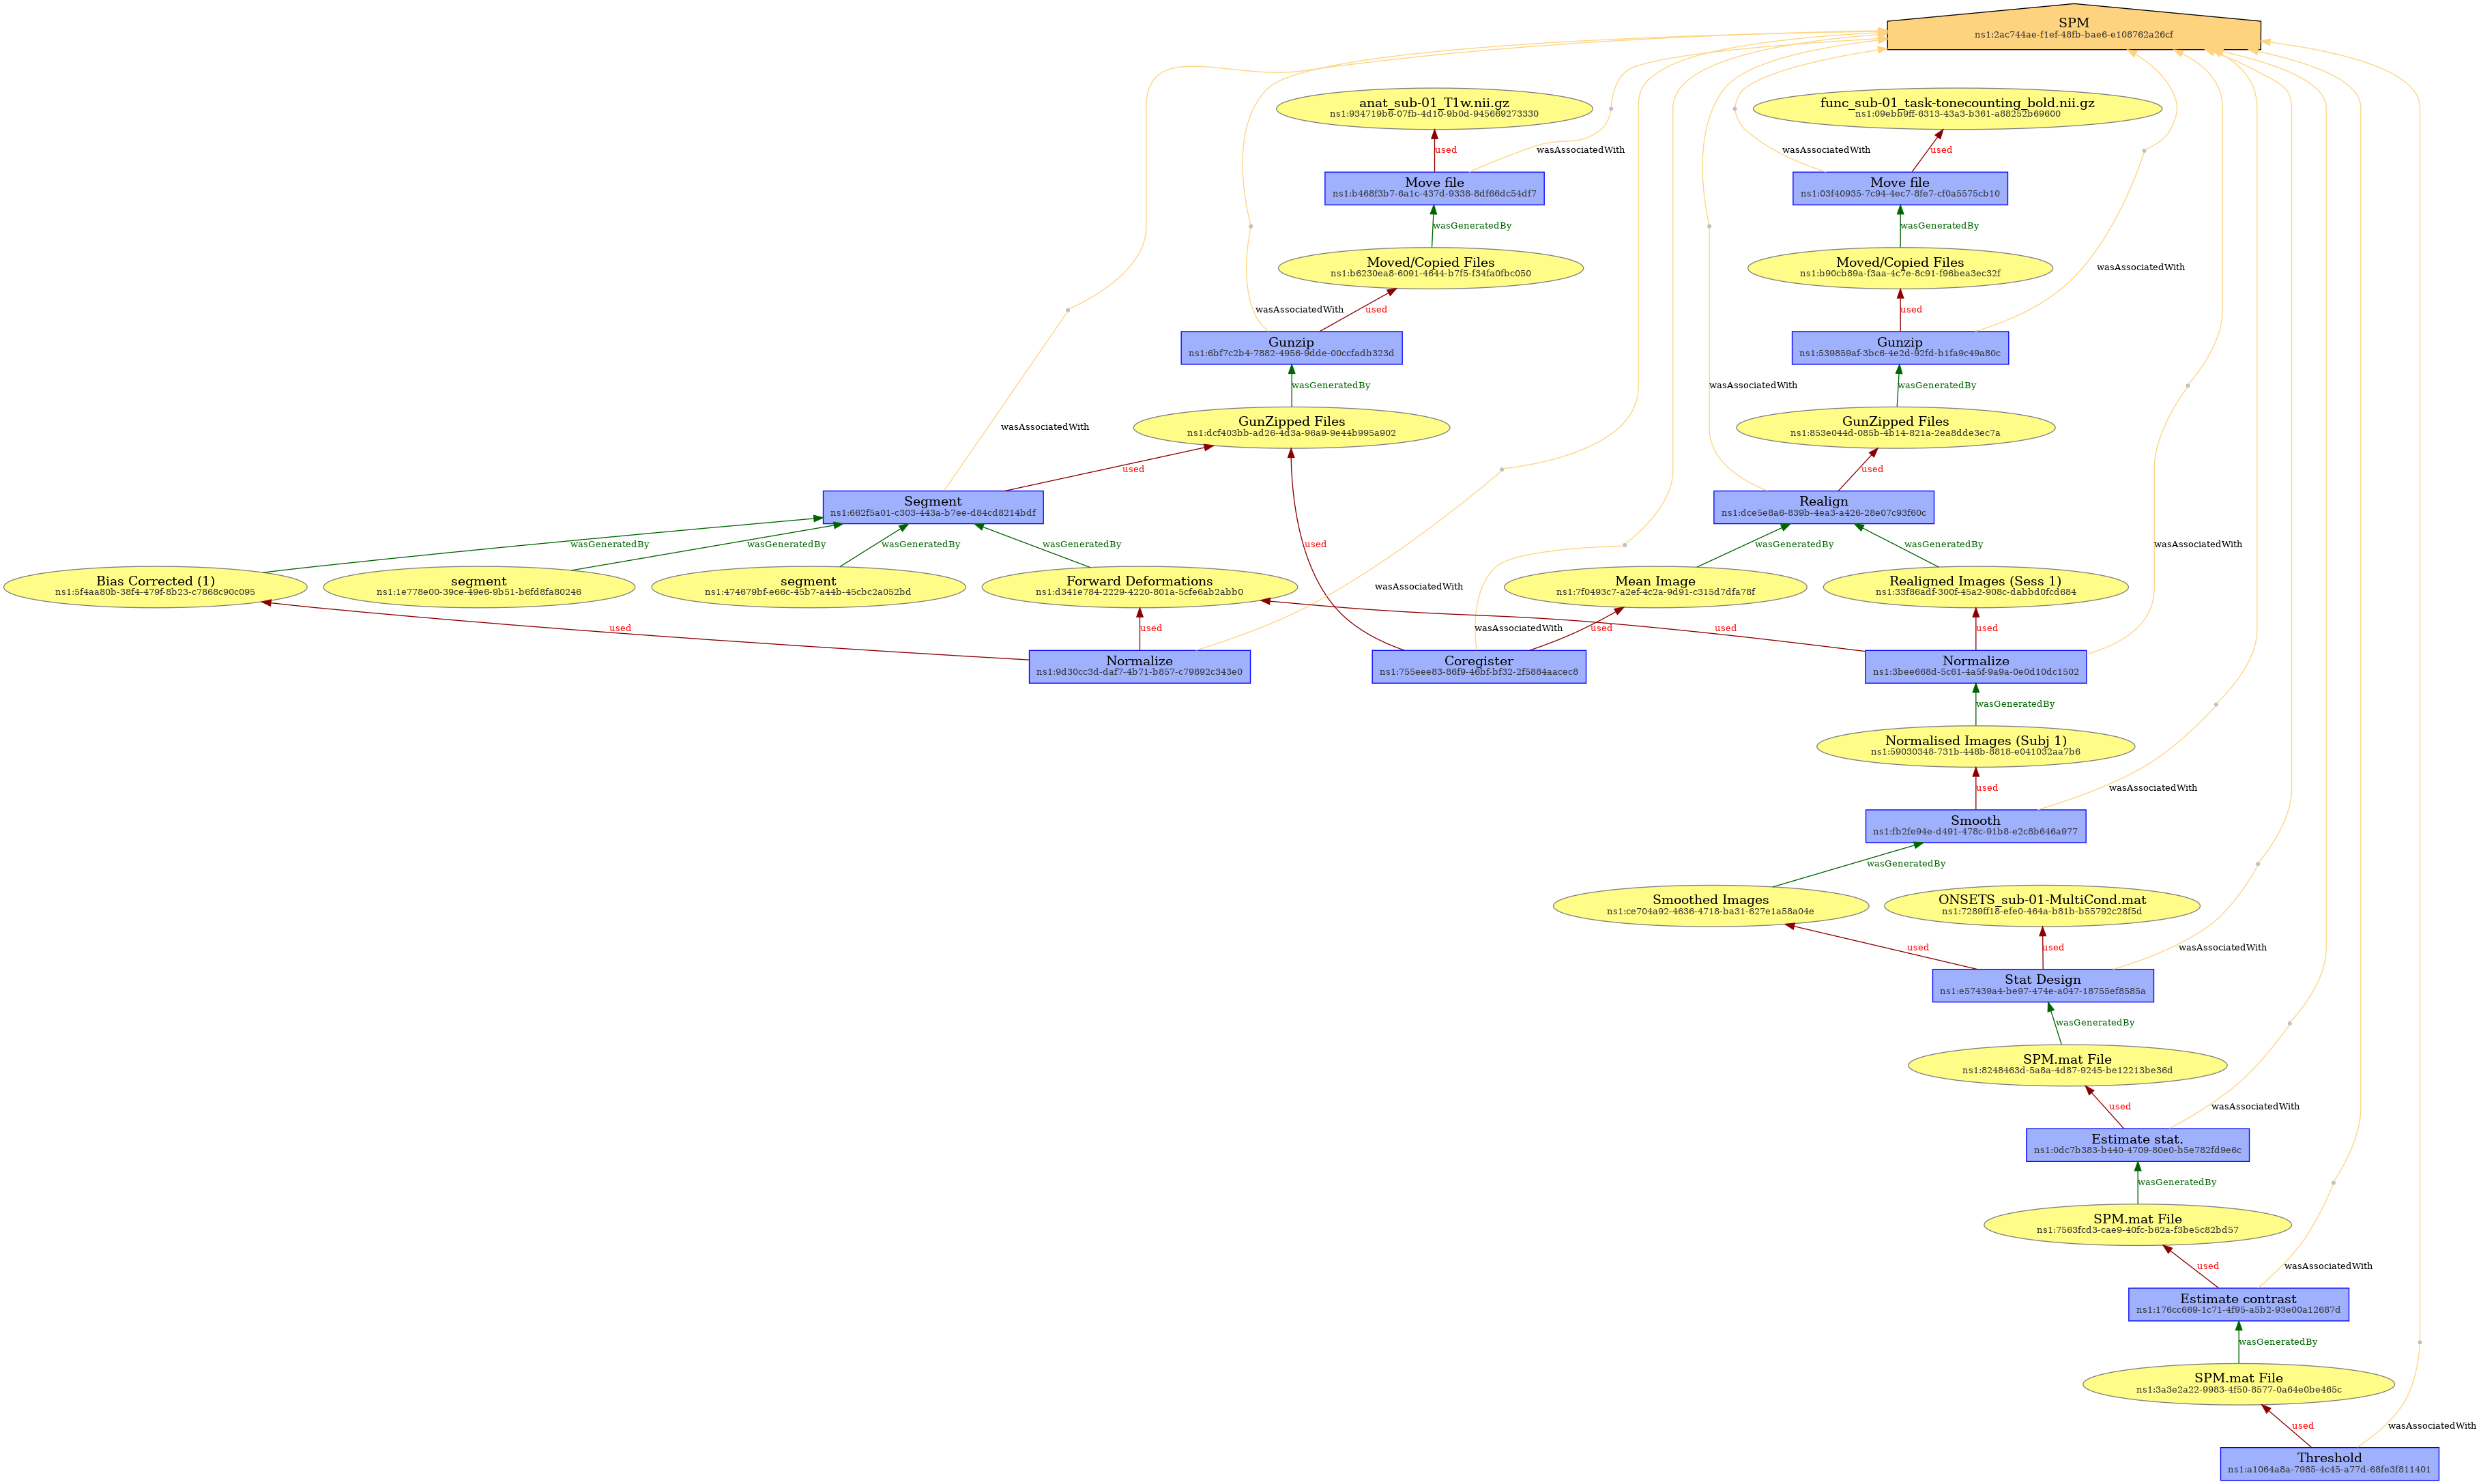 SPM
ns1:2ac744ae-f1ef-48fb-bae6-e108762a26cf
anat_sub-01_T1w.nii.gz
ns1:934719b6-07fb-4d10-9b0d-945669273330
func_sub-01_task-tonecounting_bold.nii.gz
ns1:09ebb9ff-6313-43a3-b361-a88252b69600
used
wasAssociatedWith
wasAssociatedWith
used
Move file
ns1:b468f3b7-6a1c-437d-9338-8df66dc54df7
Move file
ns1:03f40935-7c94-4ec7-8fe7-cf0a5575cb10
wasGeneratedBy
wasGeneratedBy
Moved/Copied Files
ns1:b6230ea8-6091-4644-b7f5-f34fa0fbc050
Moved/Copied Files
ns1:b90cb89a-f3aa-4c7e-8c91-f96bea3ec32f
wasAssociatedWith
wasAssociatedWith
used
used
Gunzip
ns1:6bf7c2b4-7882-4956-9dde-00ccfadb323d
Gunzip
ns1:539859af-3bc6-4e2d-92fd-b1fa9c49a80c
wasGeneratedBy
wasAssociatedWith
wasGeneratedBy
wasAssociatedWith
GunZipped Files
ns1:dcf403bb-ad26-4d3a-96a9-9e44b995a902
GunZipped Files
ns1:853e044d-085b-4b14-821a-2ea8dde3ec7a
used
used
Segment
ns1:662f5a01-c303-443a-b7ee-d84cd8214bdf
Realign
ns1:dce5e8a6-839b-4ea3-a426-28e07c93f60c
wasGeneratedBy
wasGeneratedBy
wasGeneratedBy
wasGeneratedBy
used
wasGeneratedBy
wasGeneratedBy
wasAssociatedWith
Bias Corrected (1)
ns1:5f4aa80b-38f4-479f-8b23-c7868c90c095
segment
ns1:1e778e00-39ce-49e6-9b51-b6fd8fa80246
segment
ns1:474679bf-e66c-45b7-a44b-45cbc2a052bd
Forward Deformations
ns1:d341e784-2229-4220-801a-5cfe6ab2abb0
wasAssociatedWith
Mean Image
ns1:7f0493c7-a2ef-4c2a-9d91-c315d7dfa78f
Realigned Images (Sess 1)
ns1:33f86adf-300f-45a2-908c-dabbd0fcd684
used
used
wasAssociatedWith
used
used
used
Normalize
ns1:9d30cc3d-daf7-4b71-b857-c79892c343e0
Coregister
ns1:755eee83-86f9-46bf-bf32-2f5884aacec8
Normalize
ns1:3bee668d-5c61-4a5f-9a9a-0e0d10dc1502
wasGeneratedBy
Normalised Images (Subj 1)
ns1:59030348-731b-448b-8818-e041032aa7b6
used
wasAssociatedWith
Smooth
ns1:fb2fe94e-d491-478c-91b8-e2c8b646a977
wasGeneratedBy
Smoothed Images
ns1:ce704a92-4636-4718-ba31-627e1a58a04e
ONSETS_sub-01-MultiCond.mat
ns1:7289ff18-efe0-464a-b81b-b55792c28f5d
used
used
wasAssociatedWith
Stat Design
ns1:e57439a4-be97-474e-a047-18755ef8585a
wasGeneratedBy
SPM.mat File
ns1:8248463d-5a8a-4d87-9245-be12213be36d
used
wasAssociatedWith
Estimate stat.
ns1:0dc7b383-b440-4709-80e0-b5e782fd9e6c
wasGeneratedBy
SPM.mat File
ns1:7563fcd3-cae9-40fc-b62a-f3be5c82bd57
used
wasAssociatedWith
Estimate contrast
ns1:176cc669-1c71-4f95-a5b2-93e00a12687d
wasGeneratedBy
SPM.mat File
ns1:3a3e2a22-9983-4f50-8577-0a64e0be465c
used
wasAssociatedWith
Threshold
ns1:a1064a8a-7985-4c45-a77d-68fe3f811401